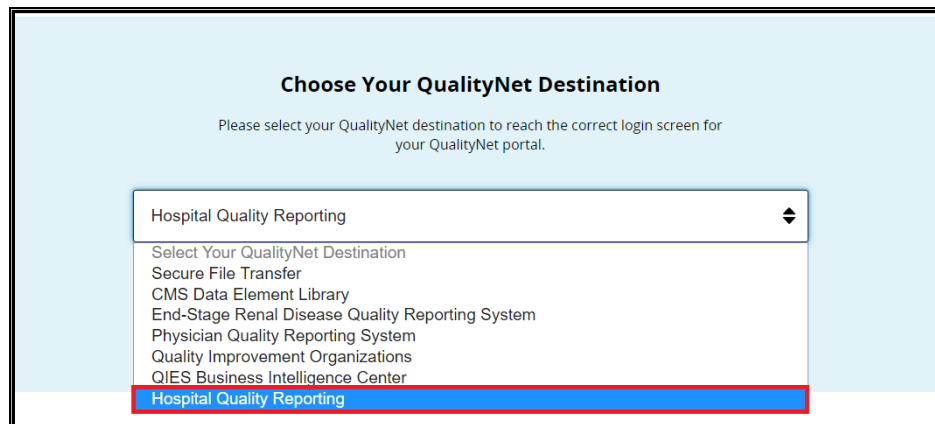 Choose Your QualityNet Destination
Please select your QualityNet destination to reach the correct login screen for
your QualityNet portal.
Hospital Quality Reporting
Select Your QualityNet Destination
Secure File Transfer
CMS Data Element Library
End-Stage Renal Disease Quality Reporting System
Physician Quality Reporting System
Quality Improvement Organizations
QIES Business Intelligence Center
Hospital Quality Reporting